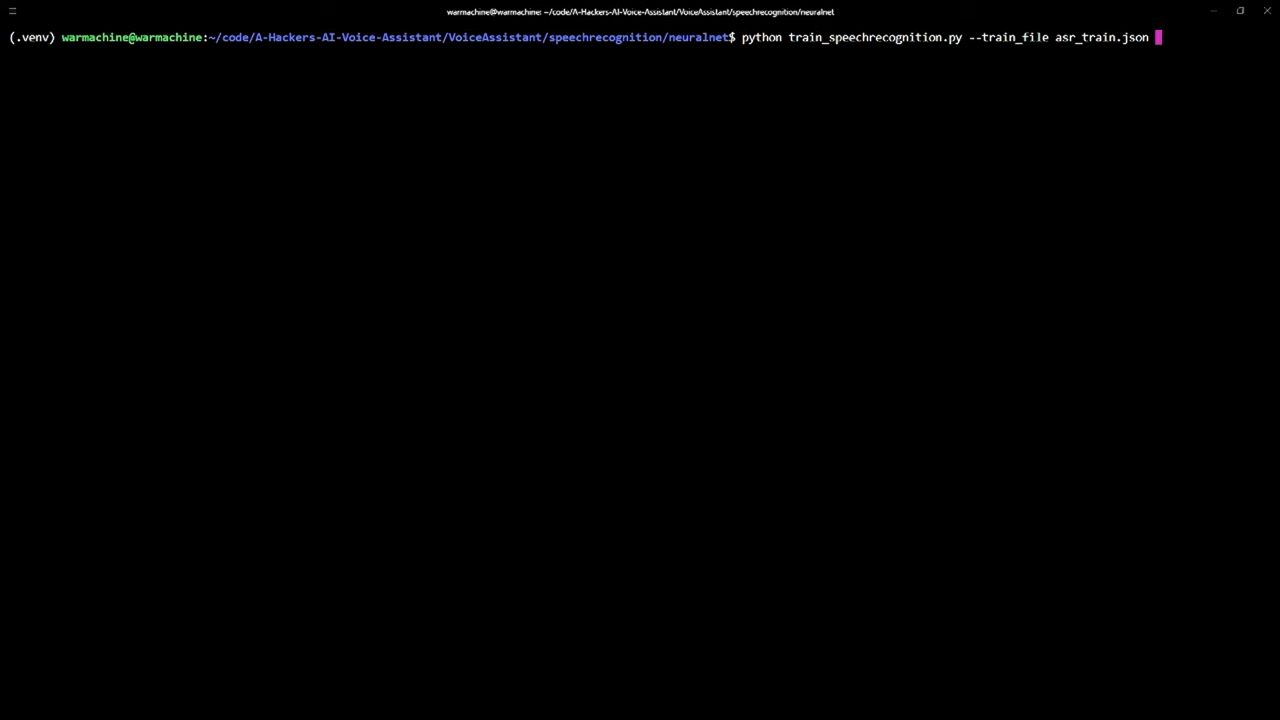 warmachine@warmachine: ~/code/A-Hackers-AI-Voice-Assistant/VoiceAssistant/speechrecognition/neuralnet
(.venv) warmachine@warmachine:~/code/A-Hackers-AI-Voice-Assistant/VoiceAssistant/speechrecognition/neuralnet$ python train_speechrecognition.py --train_file asr_train.json